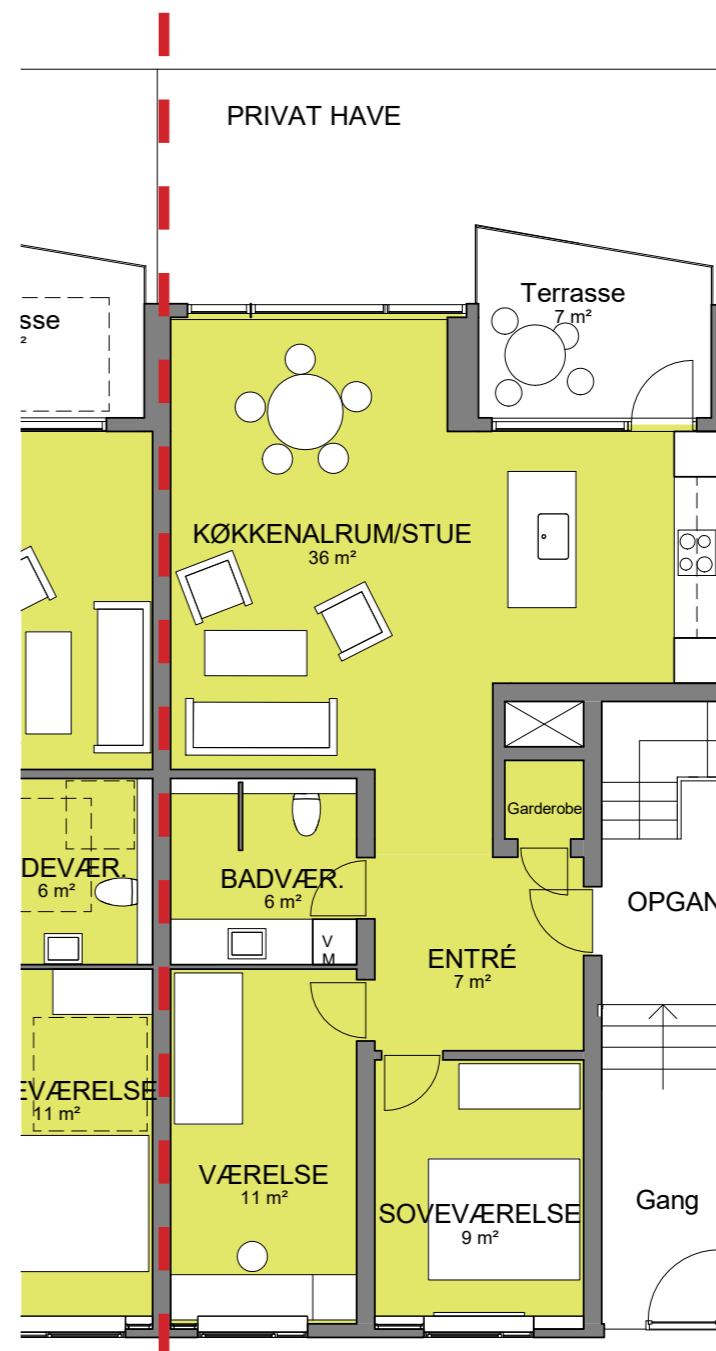 PRIVAT HAVE
Terrasse
7 m²
sse
KØKKENALRUM/STUE
36 m²
Garderobe
DEVÆR.
6 m²
BADVÆR.
6 m²
V
M
OPGAN
ENTRÉ
7 m²
EVÆRELSE
11 m²
VÆRELSE
11 m²
SOVEVÆRELSE
9 m²
Gang